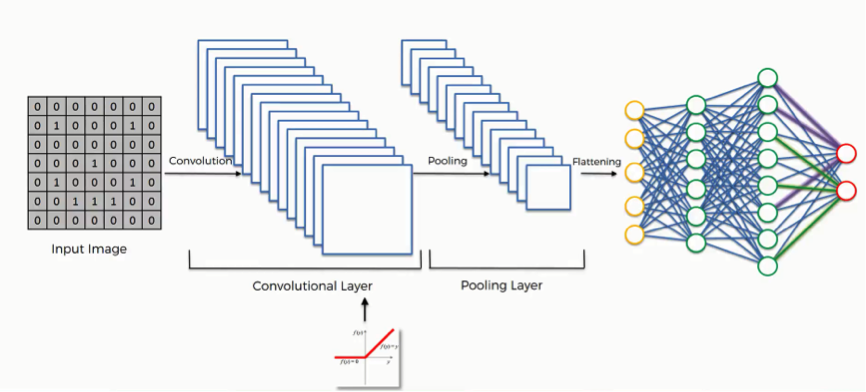 0 0 0 0 0 0 0
0 1 0 0 0 1 0
0 0 0 0 0 0 0
0 0 0 1 0 0 0
0 1 0 0 0 1 0
0 0 1 1 1 0 0
0 0 0 0 0 0 0
Input Image
Convolution
Pooling
Flattening
Convolutional Layer
Pooling Layer